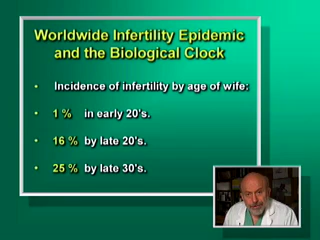 Worldwide Infertility Epidemic
and the Biological Clock
• Incidence of infertility by age of wife:
• 1 % in early 20's.
• 16 % by late 20's.
• 25 % by late 30's.